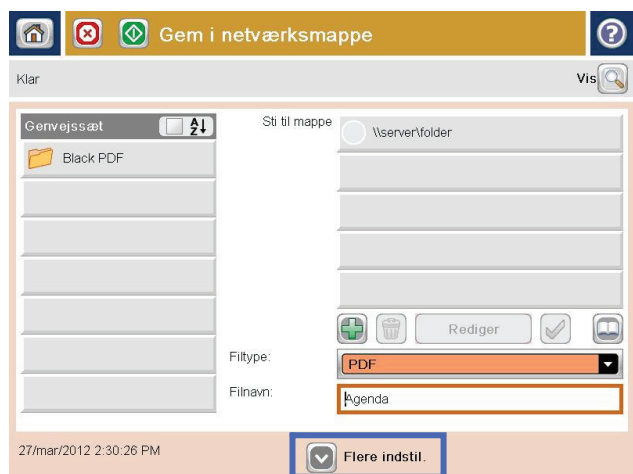 Gem i netværksmappe
Klar
Vis
Genvejssæt
Sti til mappe
\\server\folder
Black PDF
Rediger
Filtype:
PDF
Filnavn:
Agenda
27/mar/2012 2:30:26 PM
Flere indstil.